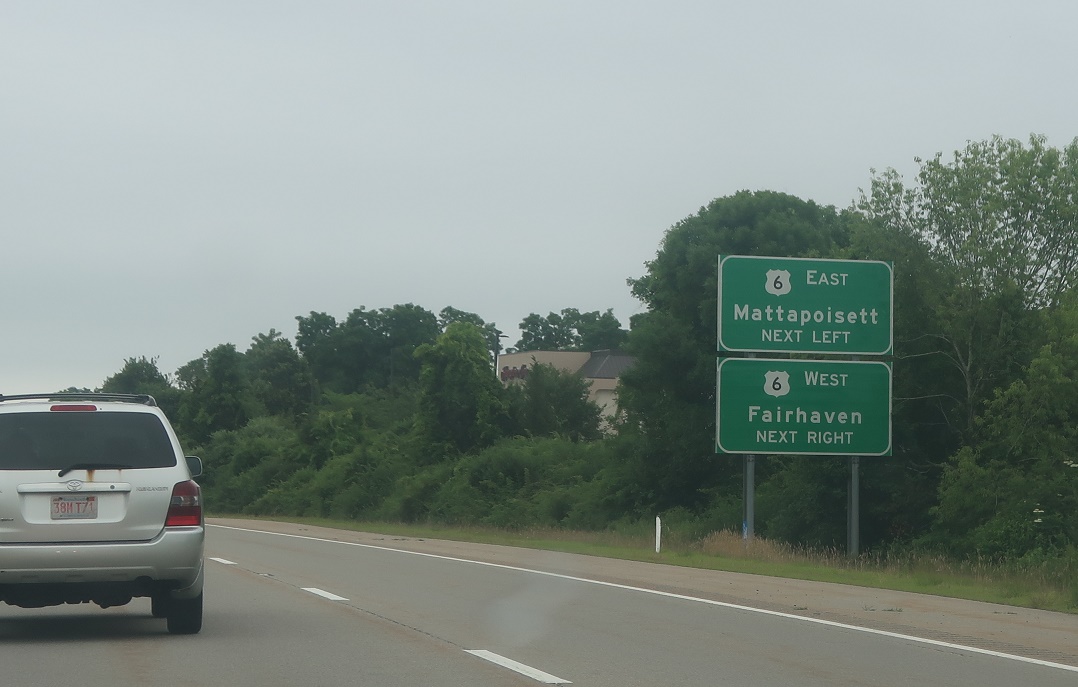 6 EAST
Mattapoisett
NEXT LEFT
6 WEST
Fairhaven
NEXT RIGHT